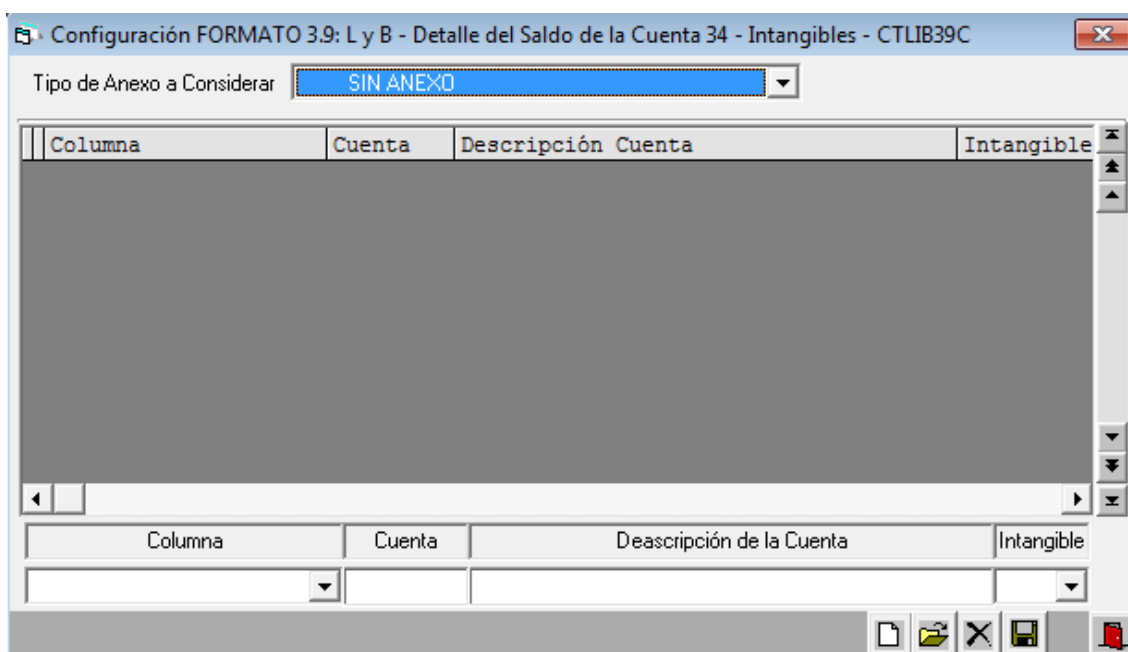 Configuración FORMATO 3.9: L y B - Detalle del Saldo de la Cuenta 34 - Intangibles - CTLIB39C
Tipo de Anexo a Considerar SIN ANEXO
Columna Cuenta Descripción Cuenta Intangible
Columna Cuenta Deascripción de la Cuenta Intangible